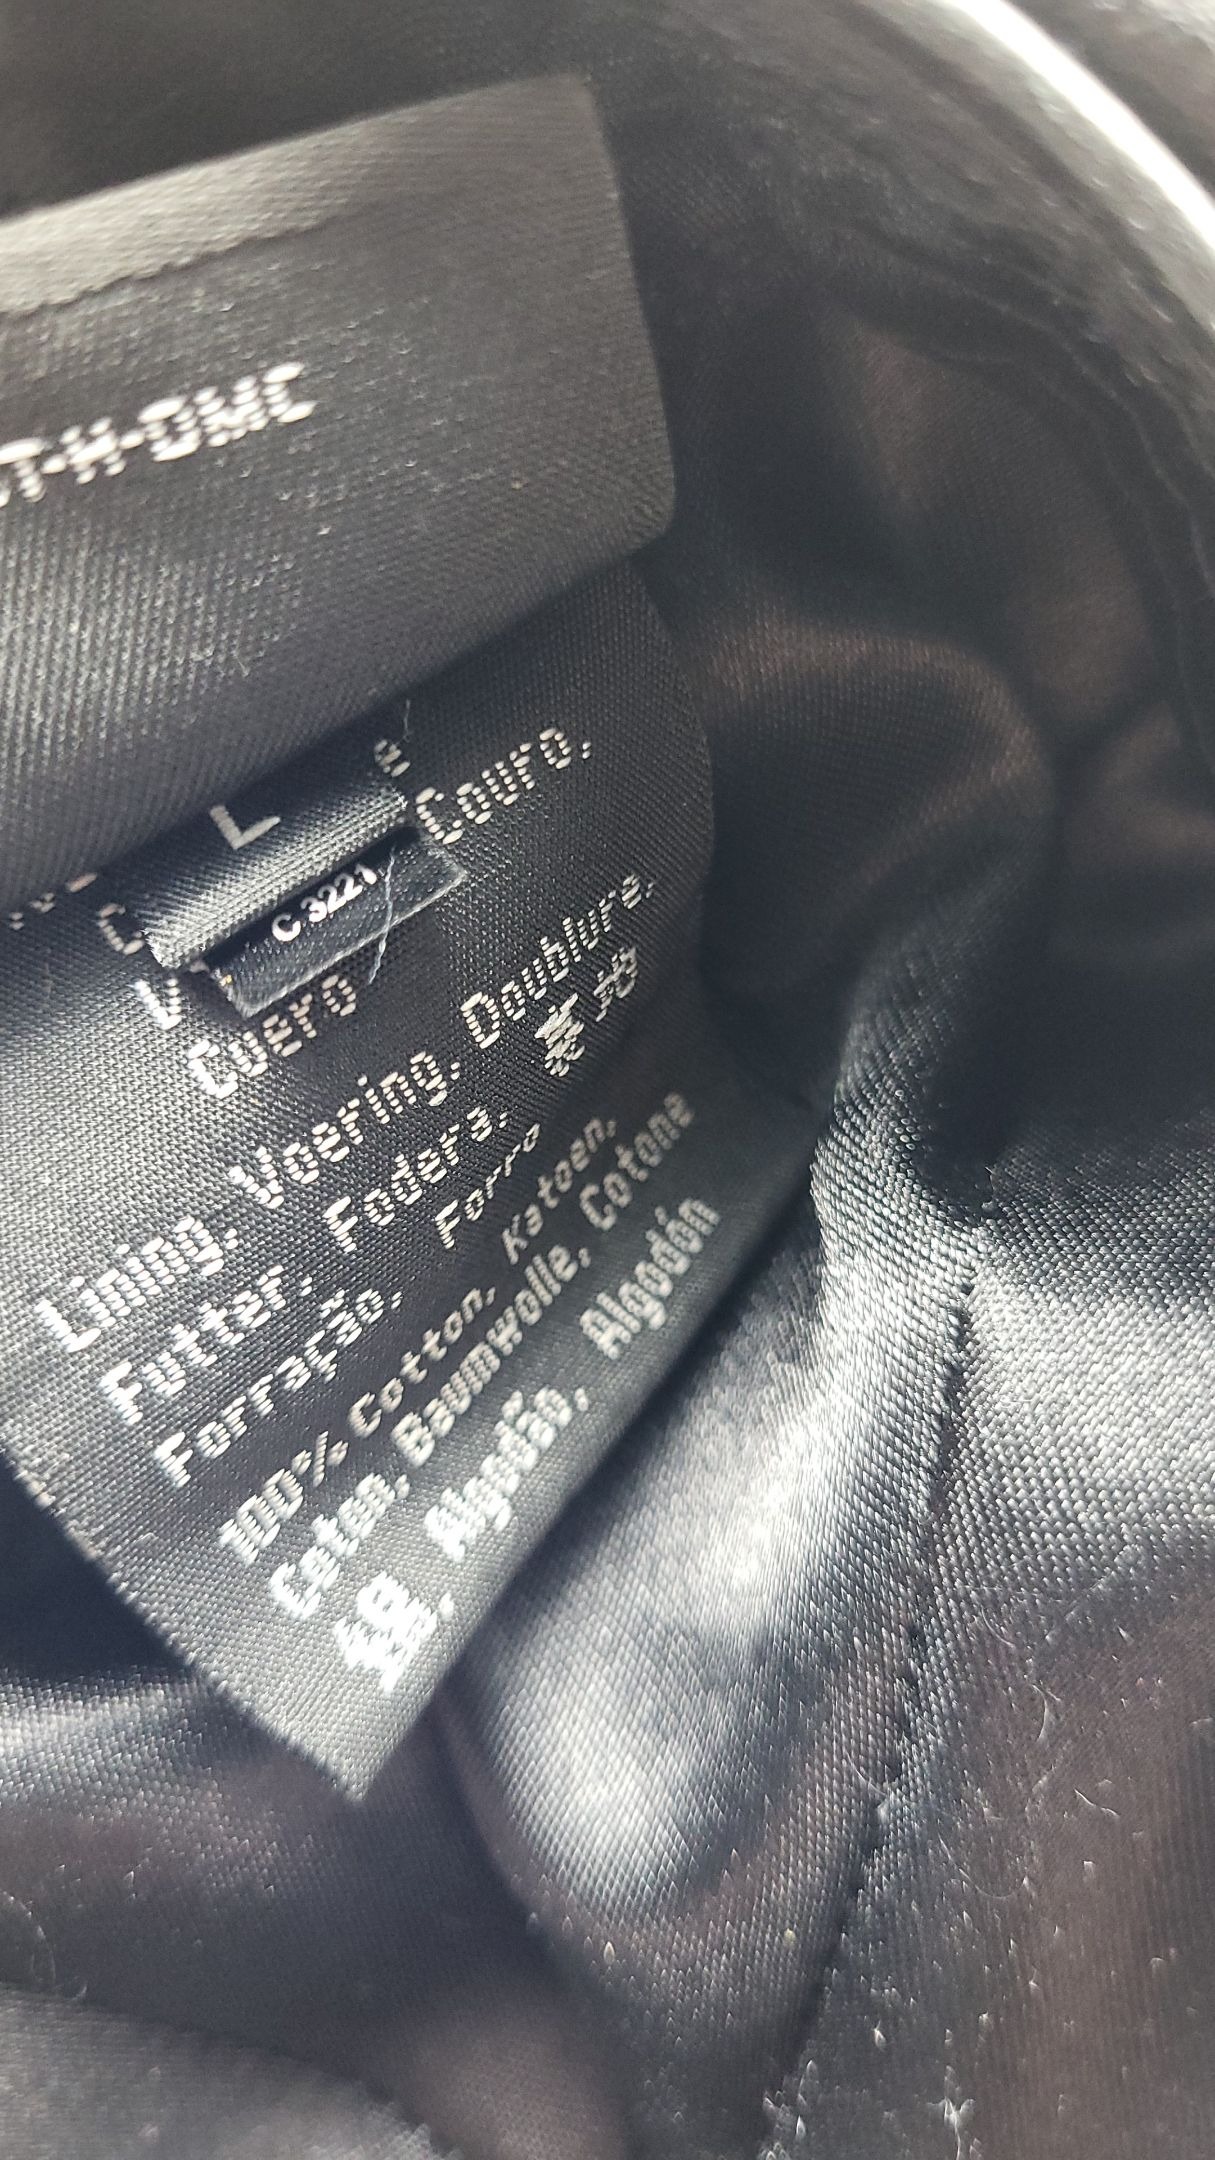 T-H-DMC
L
C 3221
Couro,
Cuero
Lining, Voering, Doublure,
Futter, Fodera,
Forração, Forro
100% Cotton, Katoen,
Coton, Baumwolle, Cotone
棉, Algodão, Algodón